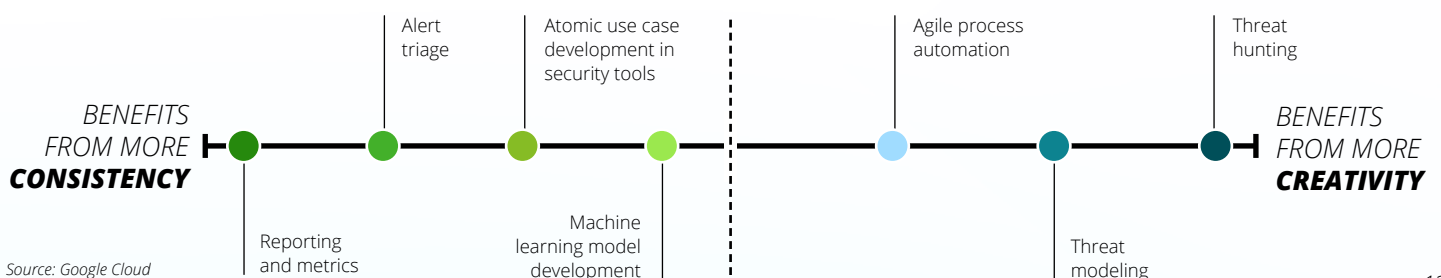 Alert
triage
Atomic use case
development in
security tools
Agile process
automation
Threat
hunting
BENEFITS
FROM MORE
CONSISTENCY
BENEFITS
FROM MORE
CREATIVITY
Reporting
and metrics
Machine
learning model
development
Threat
modeling
Source: Google Cloud